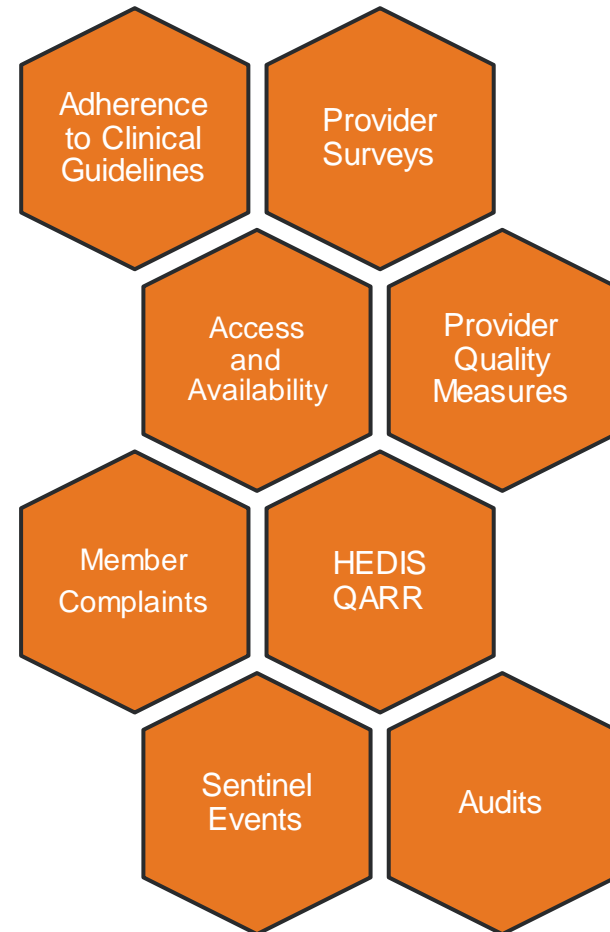 Adherence
to Clinical
Guidelines
Provider
Surveys
Access
and
Availability
Provider
Quality
Measures
Member
Complaints
HEDIS
QARR
Sentinel
Events
Audits